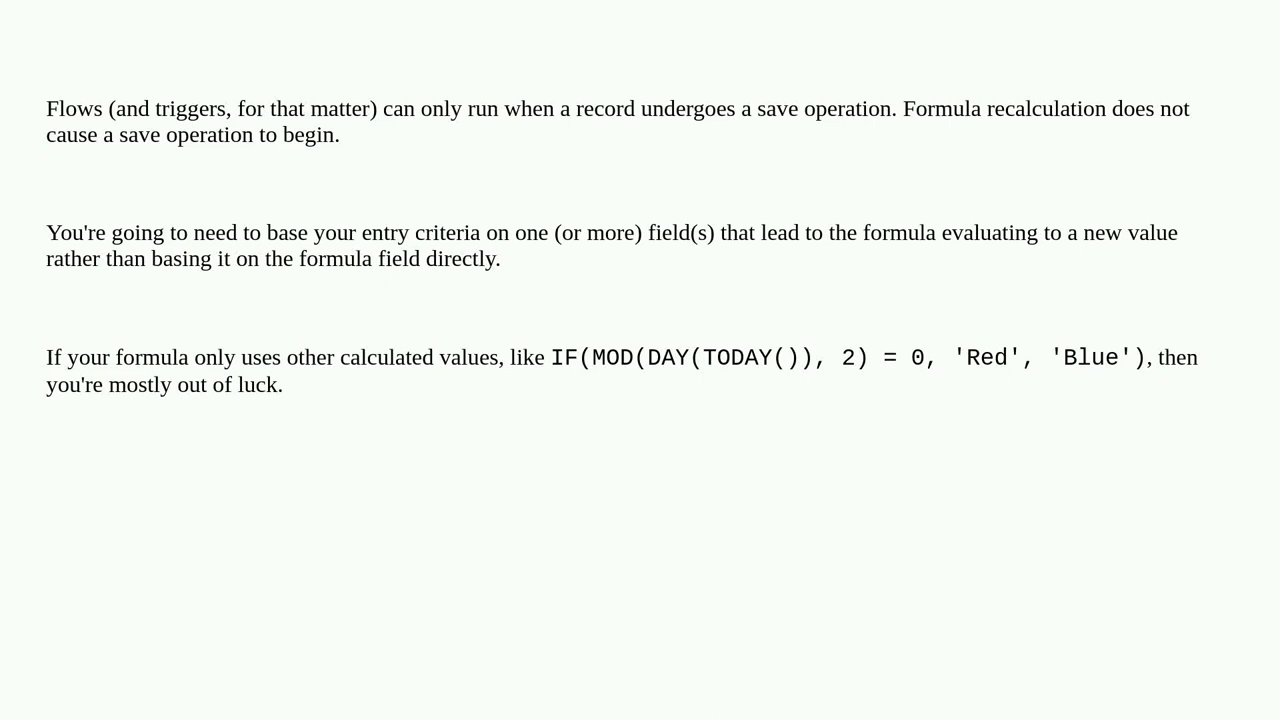 Flows (and triggers, for that matter) can only run when a record undergoes a save operation. Formula recalculation does not
cause a save operation to begin.
You're going to need to base your entry criteria on one (or more) field(s) that lead to the formula evaluating to a new value
rather than basing it on the formula field directly.
If your formula only uses other calculated values, like IF(MOD(DAY(TODAY()), 2) = 0, 'Red', 'Blue'), then
you're mostly out of luck.